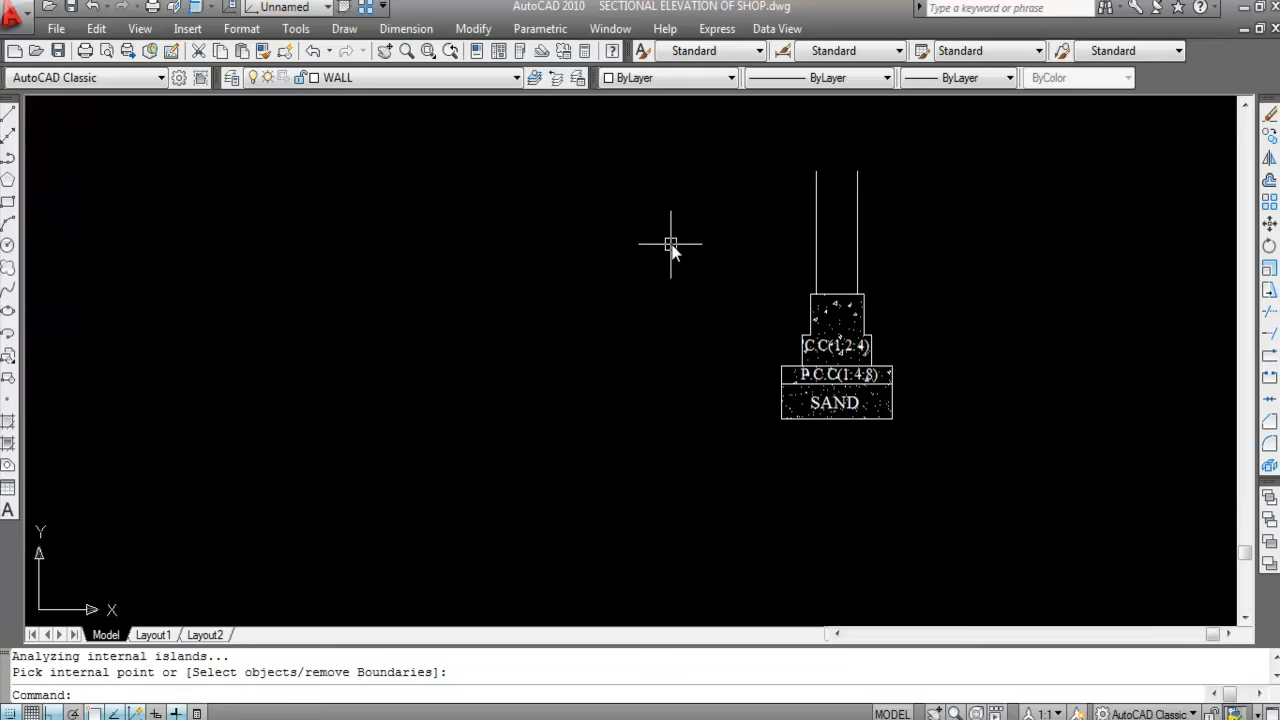 Unnamed
AutoCAD 2010 SECTIONAL ELEVATION OF SHOP.dwg
Type a keyword or phrase
File Edit View Insert Format Tools Draw Dimension Modify Parametric Window Help Express Data View
Standard Standard Standard Standard
AutoCAD Classic WALL ByLayer ByLayer ByLayer ByColor
C.C(1:2:4)
P.C.C(1:4:8)
SAND
Y
X
Model Layout1 Layout2
Analyzing internal islands...
Pick internal point or [Select objects/remove Boundaries]:
Command:
MODEL 1:1 AutoCAD Classic